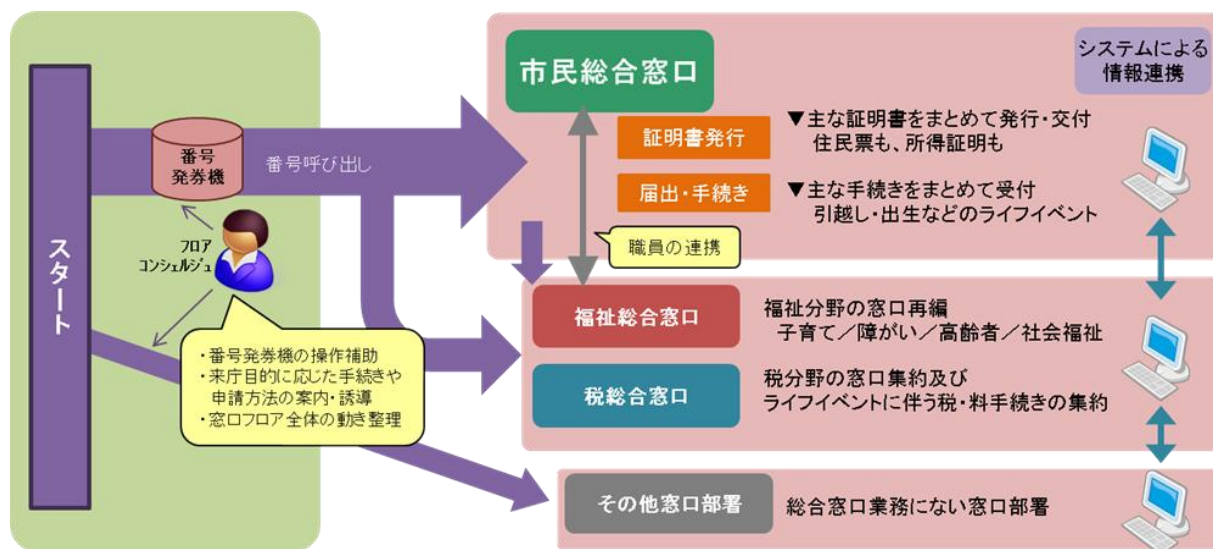 スタート
番号
発券機
番号呼び出し
フロア
コンシェルジュ
・番号発券機の操作補助
・来庁目的に応じた手続きや
申請方法の案内・誘導
・窓口フロア全体の動き整理
市民総合窓口
システムによる
情報連携
証明書発行
▼主な証明書をまとめて発行・交付
住民票も、所得証明も
届出・手続き
▼主な手続きをまとめて受付
引越し・出生などのライフイベント
職員の連携
福祉総合窓口
福祉分野の窓口再編
子育て／障がい／高齢者／社会福祉
税総合窓口
税分野の窓口集約及び
ライフイベントに伴う税・料手続きの集約
その他窓口部署
総合窓口業務にない窓口部署